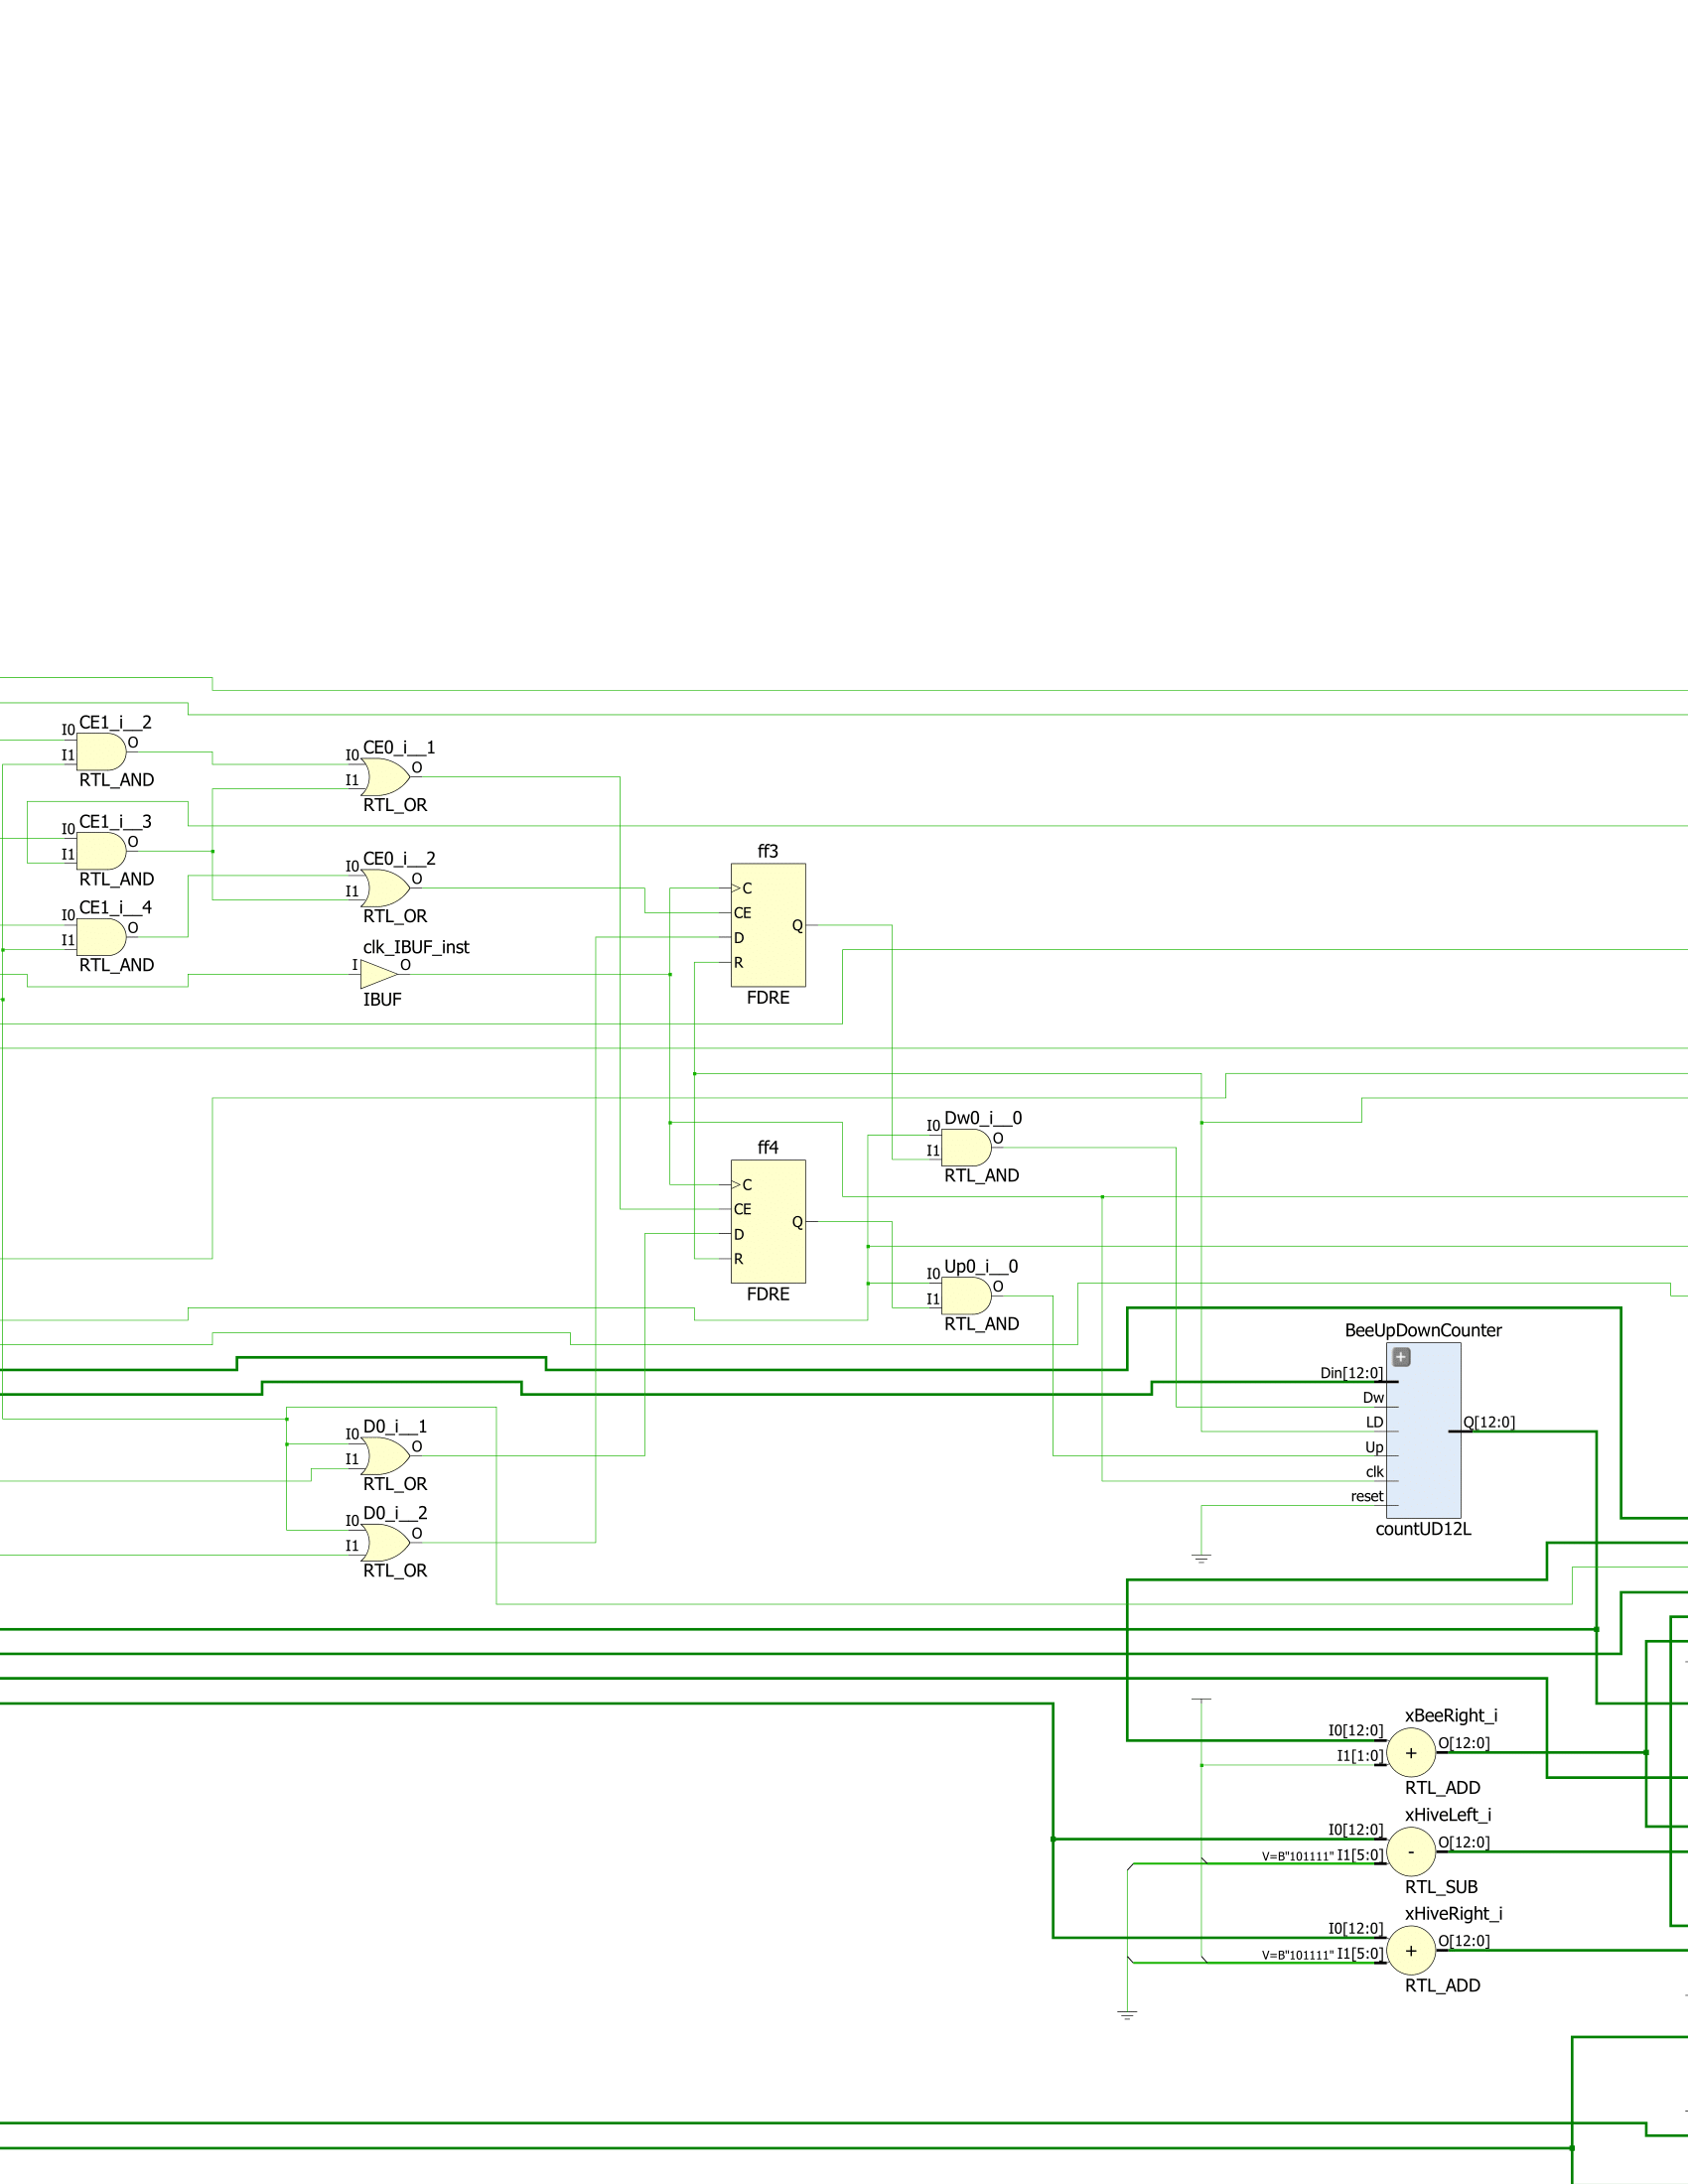 CE1_i__2
I0
I1
O
RTL_AND
CE0_i__1
I0
I1
O
RTL_OR
CE1_i__3
I0
I1
O
RTL_AND
CE0_i__2
I0
I1
O
RTL_OR
CE1_i__4
I0
I1
O
RTL_AND
clk_IBUF_inst
I
O
IBUF
ff3
C
CE
D
R
Q
FDRE
Dw0_i__0
I0
I1
O
RTL_AND
ff4
C
CE
D
R
Q
FDRE
Up0_i__0
I0
I1
O
RTL_AND
BeeUpDownCounter
+
Din[12:0]
Dw
LD
Up
clk
reset
Q[12:0]
countUD12L
D0_i__1
I0
I1
O
RTL_OR
D0_i__2
I0
I1
O
RTL_OR
xBeeRight_i
I0[12:0]
I1[1:0]
+
O[12:0]
RTL_ADD
xHiveLeft_i
I0[12:0]
V=B"101111" I1[5:0]
-
O[12:0]
RTL_SUB
xHiveRight_i
I0[12:0]
V=B"101111" I1[5:0]
+
O[12:0]
RTL_ADD